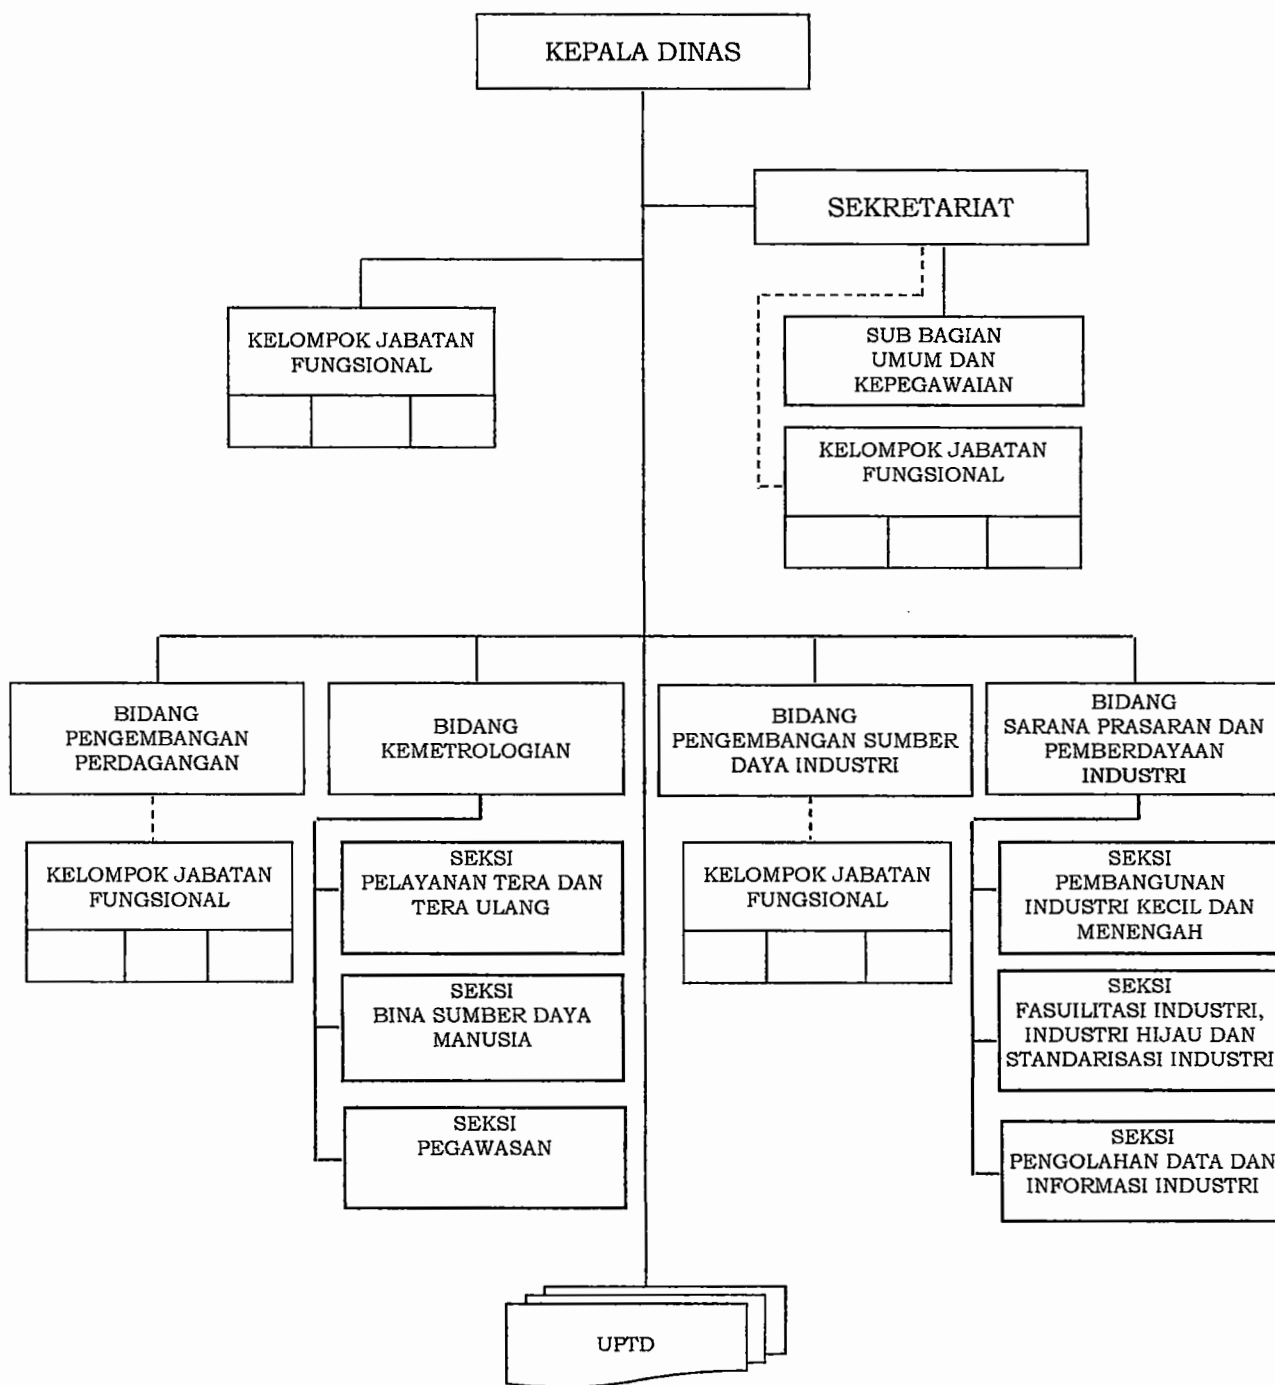 KEPALA DINAS
SEKRETARIAT
KELOMPOK JABATAN
FUNGSIONAL
SUB BAGIAN
UMUM DAN
KEPEGAWAIAN
KELOMPOK JABATAN
FUNGSIONAL
BIDANG
PENGEMBANGAN
PERDAGANGAN
BIDANG
KEMETROLOGIAN
BIDANG
PENGEMBANGAN SUMBER
DAYA INDUSTRI
BIDANG
SARANA PRASARAN DAN
PEMBERDAYAAN
INDUSTRI
KELOMPOK JABATAN
FUNGSIONAL
SEKSI
PELAYANAN TERA DAN
TERA ULANG
SEKSI
BINA SUMBER DAYA
MANUSIA
SEKSI
PEGAWASAN
KELOMPOK JABATAN
FUNGSIONAL
SEKSI
PEMBANGUNAN
INDUSTRI KECIL DAN
MENENGAH
SEKSI
FASUILITASI INDUSTRI,
INDUSTRI HIJAU DAN
STANDARISASI INDUSTRI
SEKSI
PENGOLAHAN DATA DAN
INFORMASI INDUSTRI
UPTD